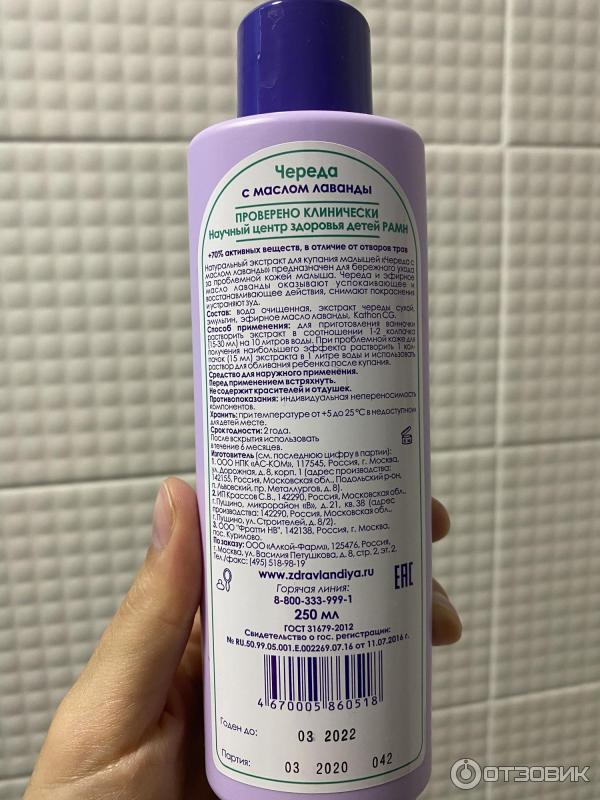 Череда
с маслом лаванды
ПРОВЕРЕНО КЛИНИЧЕСКИ
Научный центр здоровья детей РАМН
+70% активных веществ, в отличие от отваров трав
Натуральный экстракт для купания малышей «Череда с
маслом лаванды» предназначен для бережного ухода
за проблемной кожей малыша. Череда и эфирное
масло лаванды оказывают успокаивающее и
восстанавливающее действия, снимают покраснения
и устраняют зуд.
Состав: вода очищенная, экстракт череды сухой,
эмульгин, эфирное масло лаванды, Kathon CG.
Способ применения: для приготовления ванночки
растворить экстракт в соотношении 1-2 колпачка
(15-30 мл) на 10 литров воды. При проблемной коже для
получения наибольшего эффекта растворить 1 кол-
пачок (15 мл) экстракта в 1 литре воды и использовать
раствор для обливания ребенка после купания.
Средство для наружного применения.
Перед применением встряхнуть.
Не содержит красителей и отдушек.
Противопоказания: индивидуальная непереносимость
компонентов.
Хранить: при температуре от +5 до 25 °С в недоступном
для детей месте.
Срок годности: 2 года.
После вскрытия использовать
в течение 6 месяцев.
Изготовитель (см. последнюю цифру в партии):
1. ООО НПК «АС-КОМ», 117545, Россия, г. Москва,
ул. Дорожная, д. 8, корп. 1 (адрес производства:
142155, Россия, Московская обл., Подольский р-он,
п. Львовский, пр. Металлургов, д. 8).
2. ИП Крассов С.В., 142290, Россия, Московская обл.,
г. Пущино, микрорайон «В», д. 21, кв. 38 (адрес
производства: 142290, Россия, Московская обл.,
г. Пущино, ул. Строителей, д. 8/2).
3. ООО "Фратти НВ", 142138, Россия, г. Москва,
пос. Курилово.
По заказу: ООО «Алкой-Фарм», 125476, Россия,
г. Москва, ул. Василия Петушкова, д. 8, стр. 2, эт. 2.
Тел./факс: (495) 518-98-19
www.zdravlandiya.ru
Горячая линия:
8-800-333-999-1
250 мл
ГОСТ 31679-2012
Свидетельство о гос. регистрации:
№ RU.50.99.05.001.Е.002269.07.16 от 11.07.2016 г.
EAC
4 670005 860518
Годен до: 03 2022
Партия: 03 2020 042
ОТЗОВИК